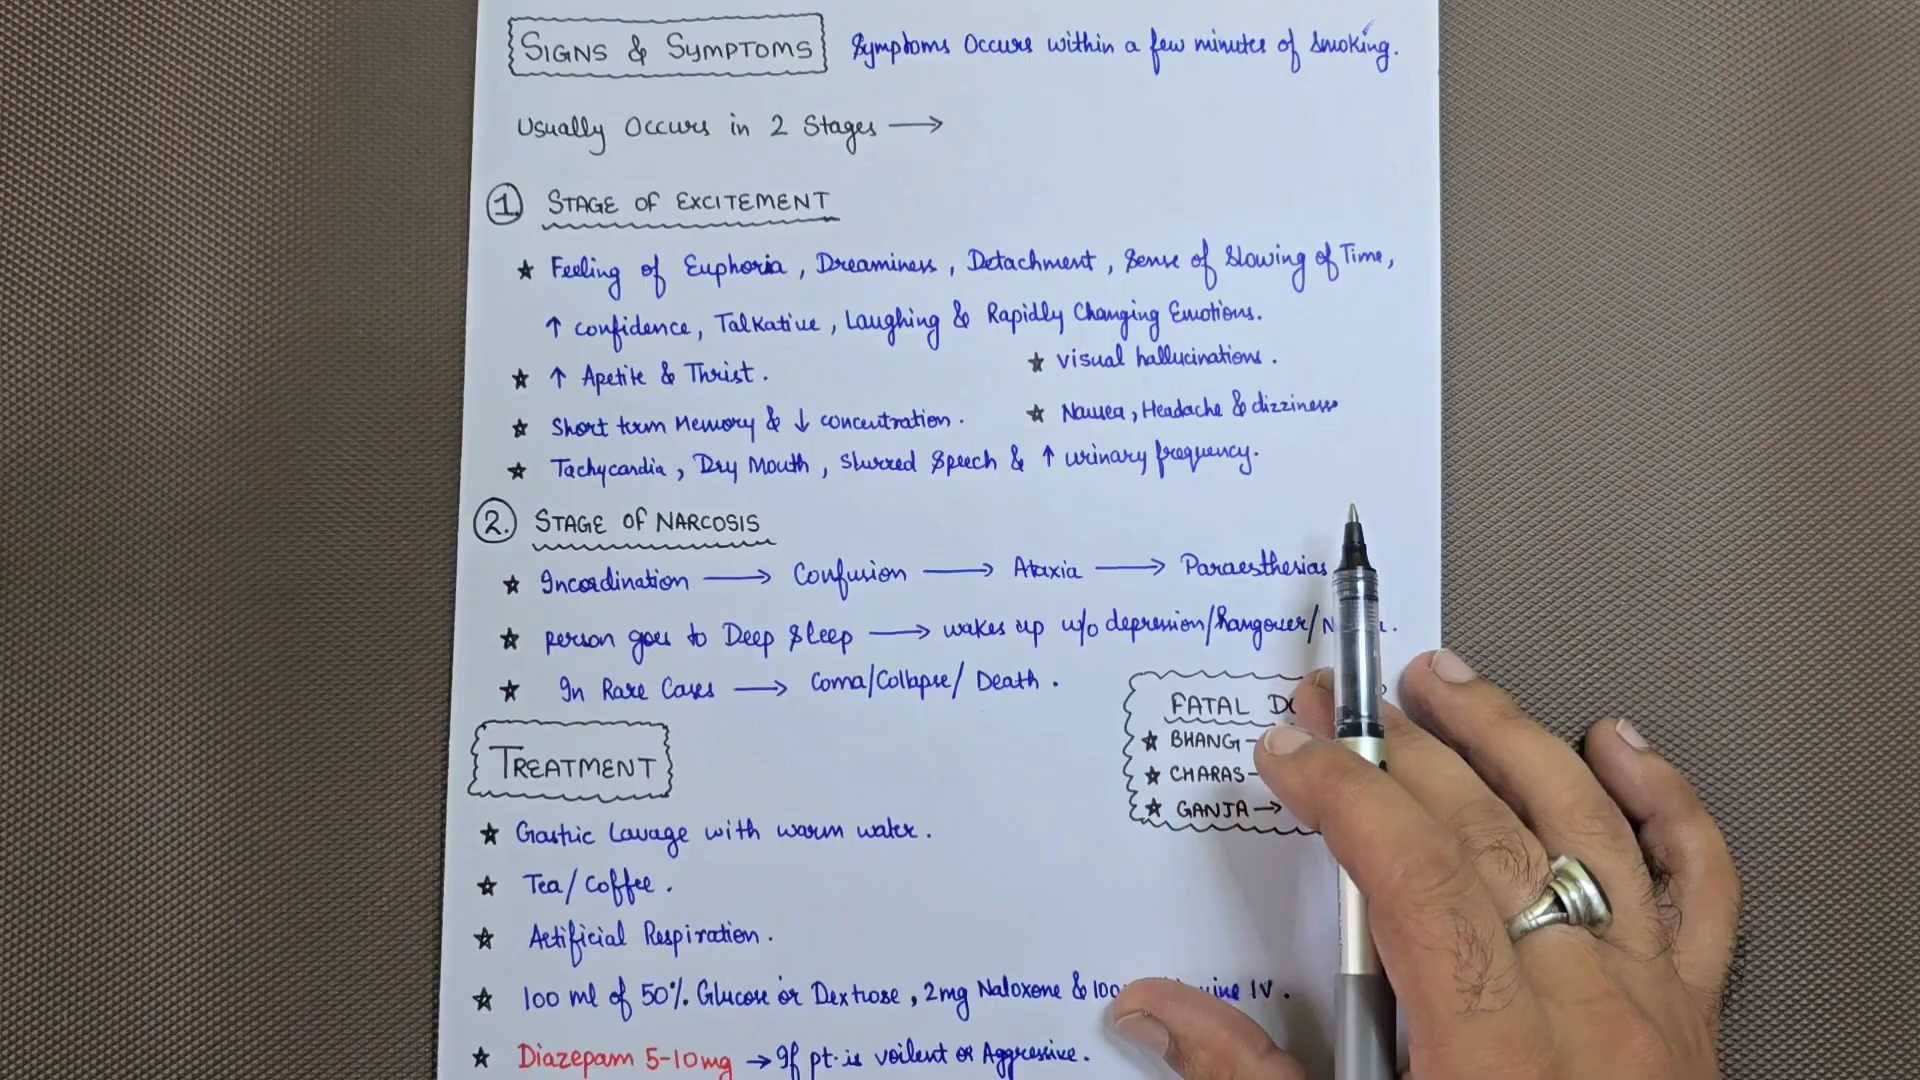 SIGNS & SYMPTOMS Symptoms Occurs within a few minutes of smoking.
Usually Occurs in 2 Stages →
1. STAGE OF EXCITEMENT
★ Feeling of Euphoria, Dreaminess, Detachment, Sense of Slowing of Time,
↑ confidence, Talkative, Laughing & Rapidly Changing Emotions.
★ ↑ Apetite & Thrist.
★ visual hallucinations.
★ Short term Memory & ↓ concentration.
★ Nausea, Headache & dizziness
★ Tachycardia, Dry Mouth, Slurred Speech & ↑ urinary frequency.
2. STAGE OF NARCOSIS
★ Incordination → Confusion → Ataxia → Paraesthesias
★ person goes to Deep Sleep → wakes up w/o depression/hangover/
★ In Rare Cases → Coma/Collapse/Death.
FATAL
★ BHANG
★ CHARAS
★ GANJA →
TREATMENT
★ Gastric Lavage with warm water.
★ Tea/Coffee.
★ Artificial Respiration.
★ 100 ml of 50% Glucose or Dextrose, 2mg Naloxone & IV.
★ Diazepam 5-10mg → If pt. is voilent or Aggressive.